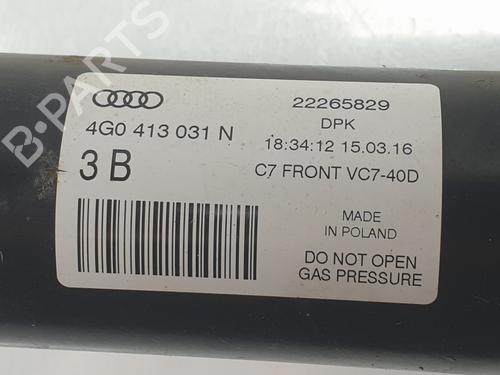 B-PARTS
4G0 413 031 N
3 B
22265829
DPK
18:34:12 15.03.16
C7 FRONT VC7-40D
MADE
IN POLAND
DO NOT OPEN
GAS PRESSURE